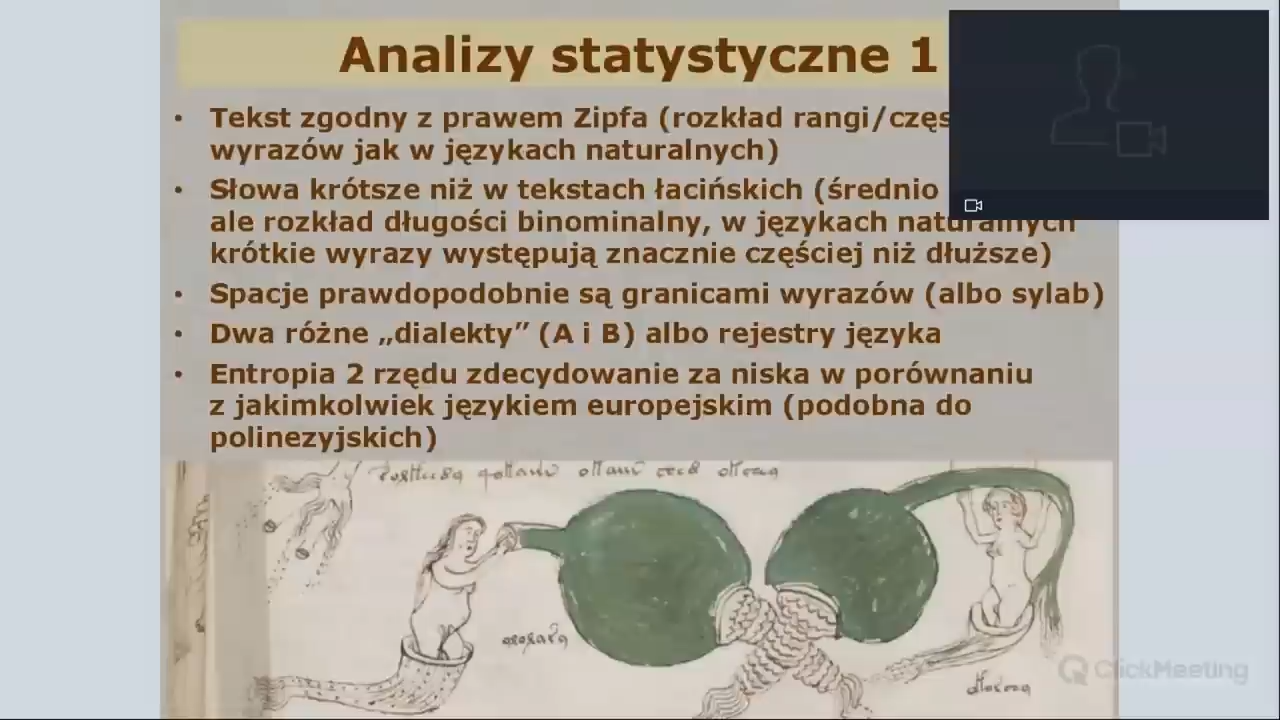 Analizy statystyczne 1
• Tekst zgodny z prawem Zipfa (rozkład rangi/częs
wyrazów jak w językach naturalnych)
• Słowa krótsze niż w tekstach łacińskich (średnio
ale rozkład długości binominalny, w językach naturalnych
krótkie wyrazy występują znacznie częściej niż dłuższe)
• Spacje prawdopodobnie są granicami wyrazów (albo sylab)
• Dwa różne „dialekty” (A i B) albo rejestry języka
• Entropia 2 rzędu zdecydowanie za niska w porównaniu
z jakimkolwiek językiem europejskim (podobna do
polinezyjskich)
ClickMeeting